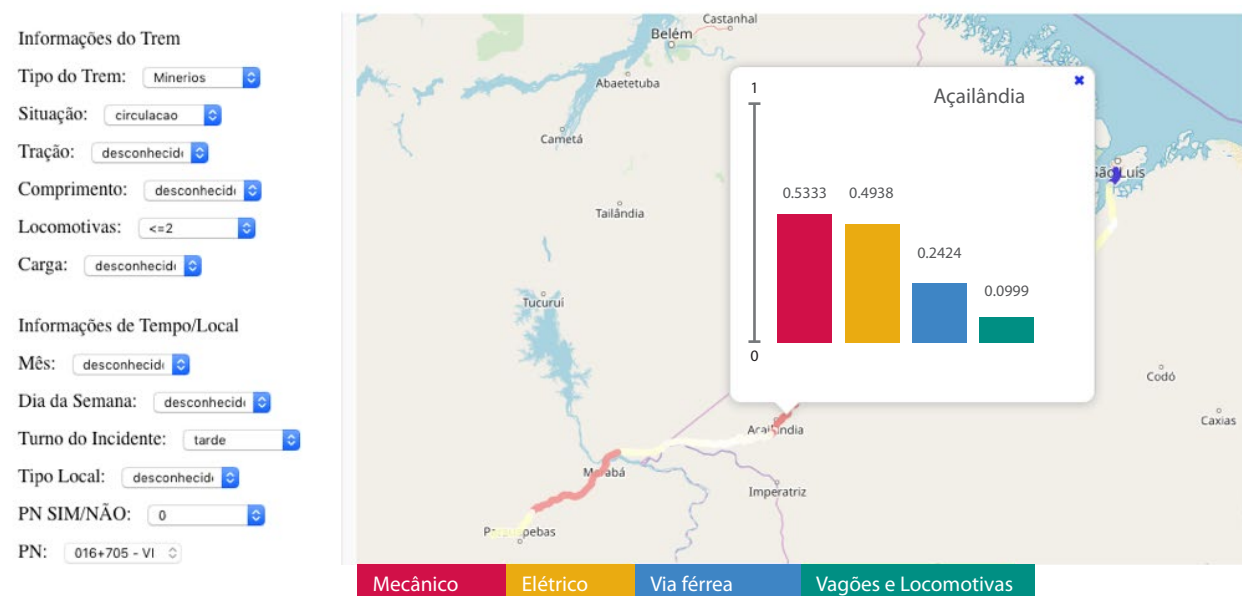 Informações do Trem
Tipo do Trem: Minerios
Situação: circulacao
Tração: desconhecid
Comprimento: desconhecid
Locomotivas: <=2
Carga: desconhecid
Informações de Tempo/Local
Mês: desconhecid
Dia da Semana: desconhecid
Turno do Incidente: tarde
Tipo Local: desconhecid
PN SIM/NÃO: 0
PN: 016+705 - VI
Castanhal
Belém
Abaetetuba
Cametá
Tailândia
Tucuruí
Marabá
Imperatriz
São Luís
Codó
Caxias
Açailândia
1
0.5333
0.4938
0.2424
0.0999
0
Mecânico
Elétrico
Via férrea
Vagões e Locomotivas